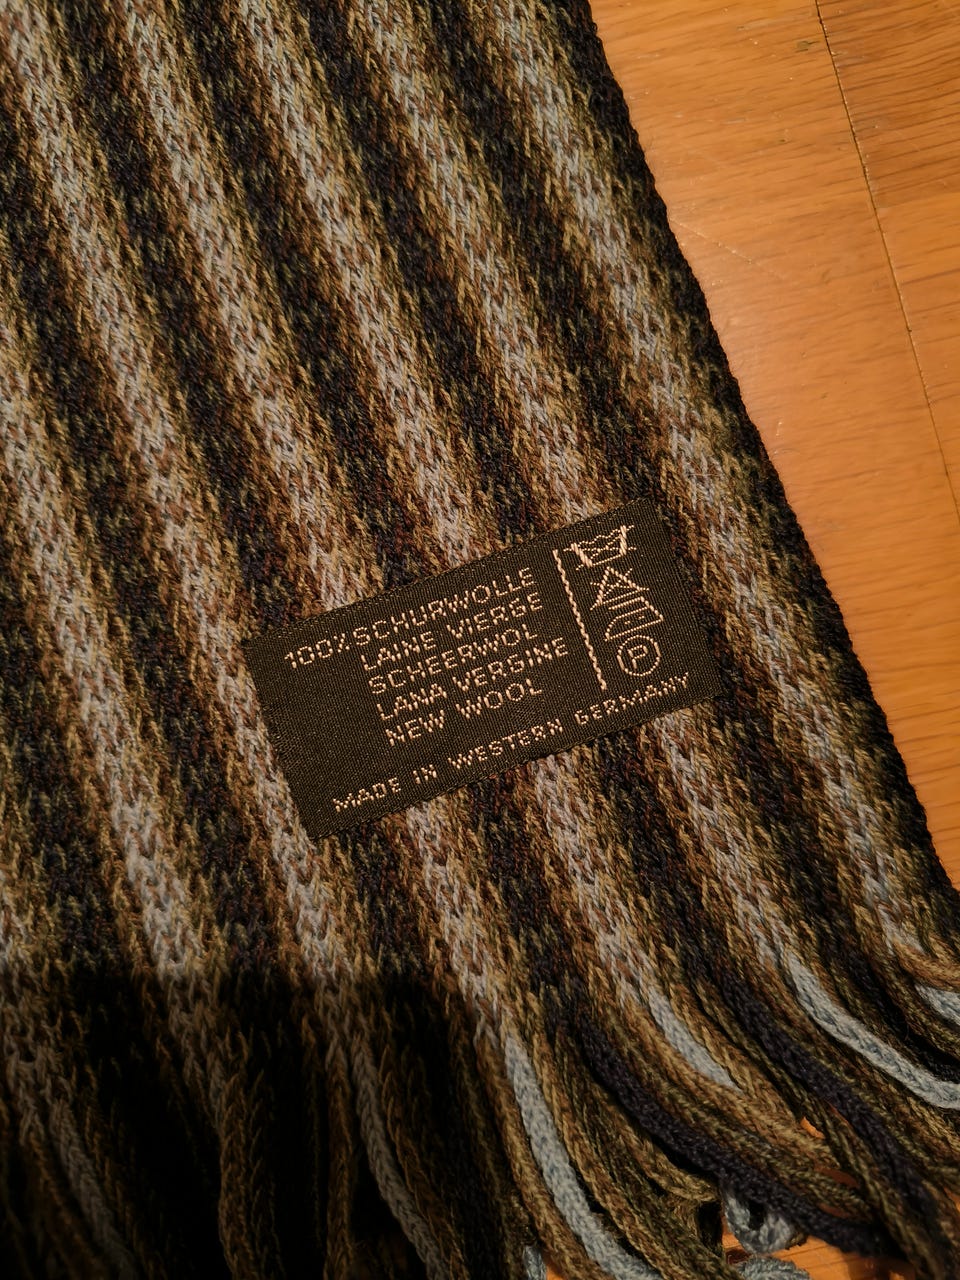 100% SCHURWOLLE
LAINE VIERGE
SCHEERWOL
LANA VERGINE
NEW WOOL
MADE IN WESTERN GERMANY
P